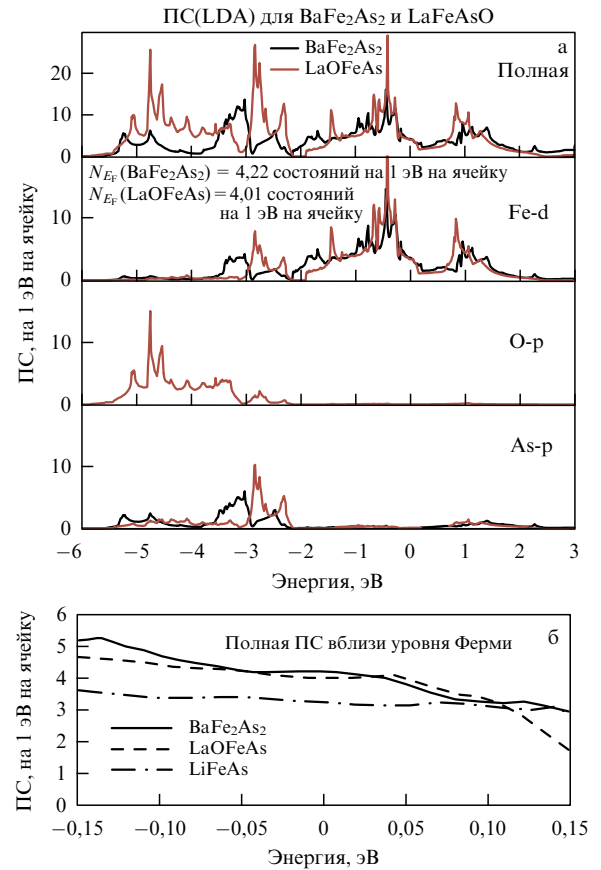 ПС(LDA) для BaFe₂As₂ и LaFeAsO
BaFe₂As₂
LaOFeAs
а
Полная
20
10
0
N_{E_F}(BaFe₂As₂) = 4,22 состояний на 1 эВ на ячейку
N_{E_F}(LaOFeAs) = 4,01 состояний
на 1 эВ на ячейку
Fe-d
10
0
ПС, на 1 эВ на ячейку
O-p
10
0
As-p
10
0
−6 −5 −4 −3 −2 −1 0 1 2 3
Энергия, эВ
6
5
4
3
2
1
0
ПС, на 1 эВ на ячейку
Полная ПС вблизи уровня Ферми
б
BaFe₂As₂
LaOFeAs
LiFeAs
−0,15 −0,10 −0,05 0 0,05 0,10 0,15
Энергия, эВ